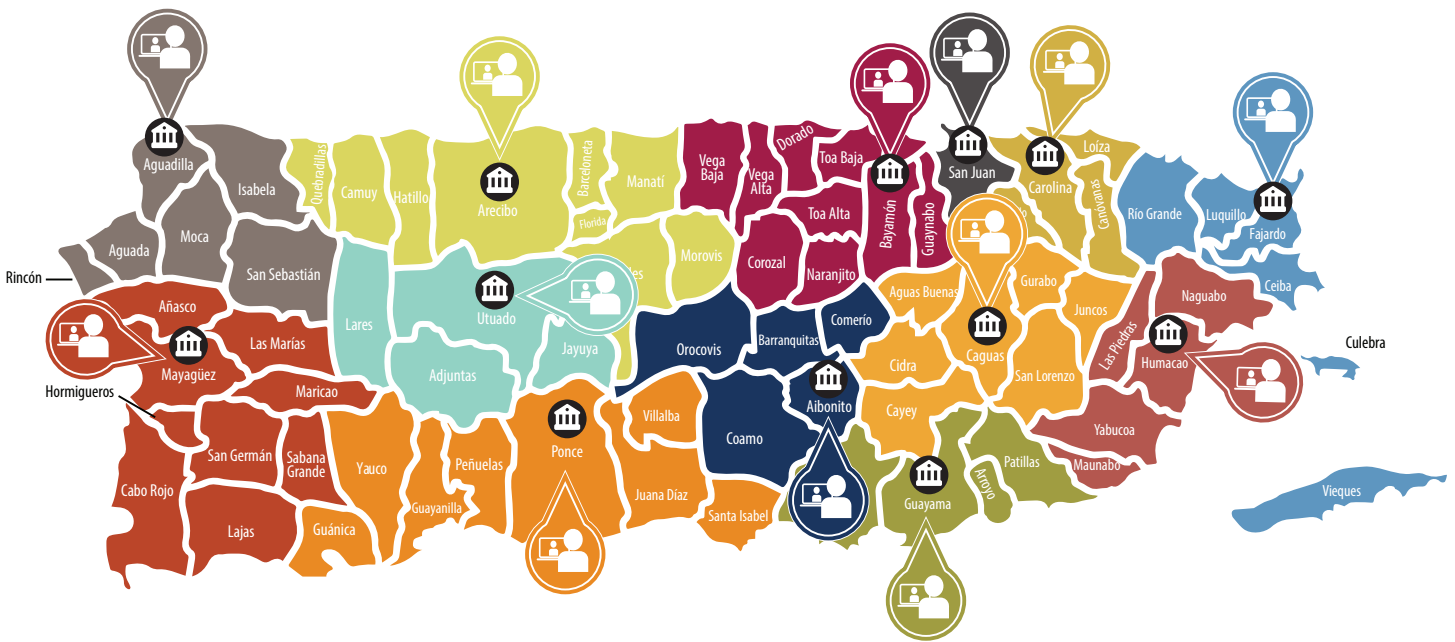 Aguadilla
Isabela
Quebradillas
Camuy
Hatillo
Arecibo
Barceloneta
Florida
Manatí
Vega
Baja
Vega
Alta
Dorado
Toa Baja
Toa Alta
Bayamón
Guaynabo
San Juan
Carolina
Loíza
Canóvanas
Río Grande
Luquillo
Fajardo
Ceiba
Aguada
Moca
Rincón
San Sebastián
Lares
Utuado
Morovis
Corozal
Naranjito
Aguas Buenas
Gurabo
Juncos
Las Piedras
Naguabo
Humacao
Culebra
Añasco
Mayagüez
Las Marías
Hormigueros
Maricao
Adjuntas
Jayuya
Orocovis
Barranquitas
Comerío
Cidra
Caguas
San Lorenzo
Aibonito
Cayey
Yabucoa
Maunabo
Cabo Rojo
San Germán
Sabana
Grande
Lajas
Yauco
Guánica
Guayanilla
Peñuelas
Ponce
Villalba
Juana Díaz
Coamo
Santa Isabel
Guayama
Arroyo
Patillas
Vieques